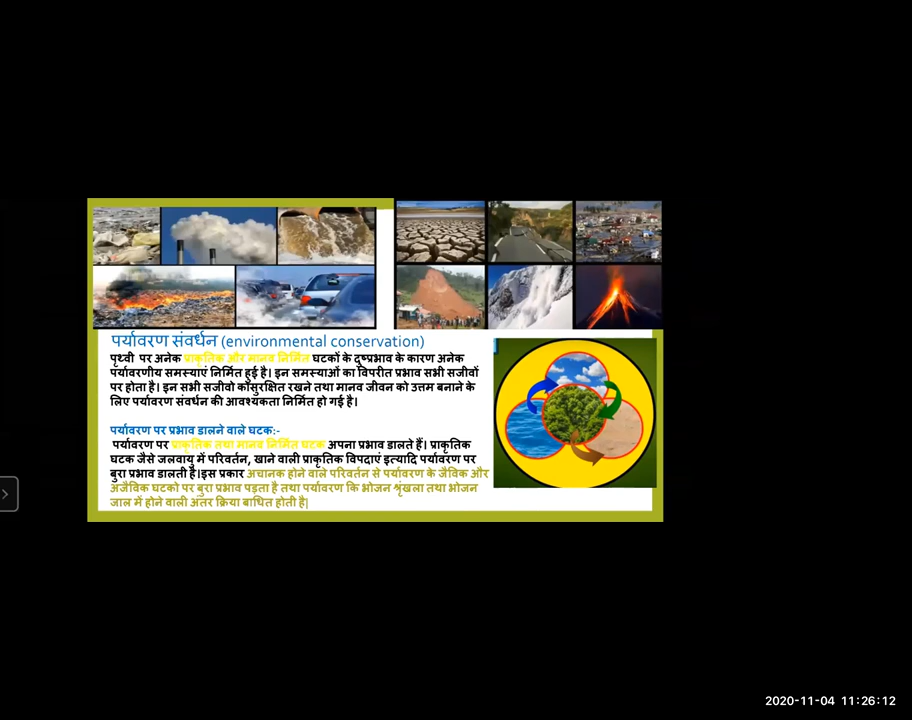 पर्यावरण संवर्धन (environmental conservation)
पृथ्वी पर अनेक प्राकृतिक और मानव निर्मित घटकों के दुष्प्रभाव के कारण अनेक
पर्यावरणीय समस्याएं निर्मित हुई है। इन समस्याओं का विपरीत प्रभाव सभी सजीवों
पर होता है। इन सभी सजीवो कोसुरक्षित रखने तथा मानव जीवन को उत्तम बनाने के
लिए पर्यावरण संवर्धन की आवश्यकता निर्मित हो गई है।
पर्यावरण पर प्रभाव डालने वाले घटक:-
पर्यावरण पर प्राकृतिक तथा मानव निर्मित घटक अपना प्रभाव डालते हैं। प्राकृतिक
घटक जैसे जलवायु में परिवर्तन, खाने वाली प्राकृतिक विपदाएं इत्यादि पर्यावरण पर
बुरा प्रभाव डालती है।इस प्रकार अचानक होने वाले परिवर्तन से पर्यावरण के जैविक और
अजैविक घटको पर बुरा प्रभाव पड़ता है तथा पर्यावरण कि भोजन श्रृंखला तथा भोजन
जाल में होने वाली अंतर क्रिया बाधित होती है|
2020-11-04 11:26:12